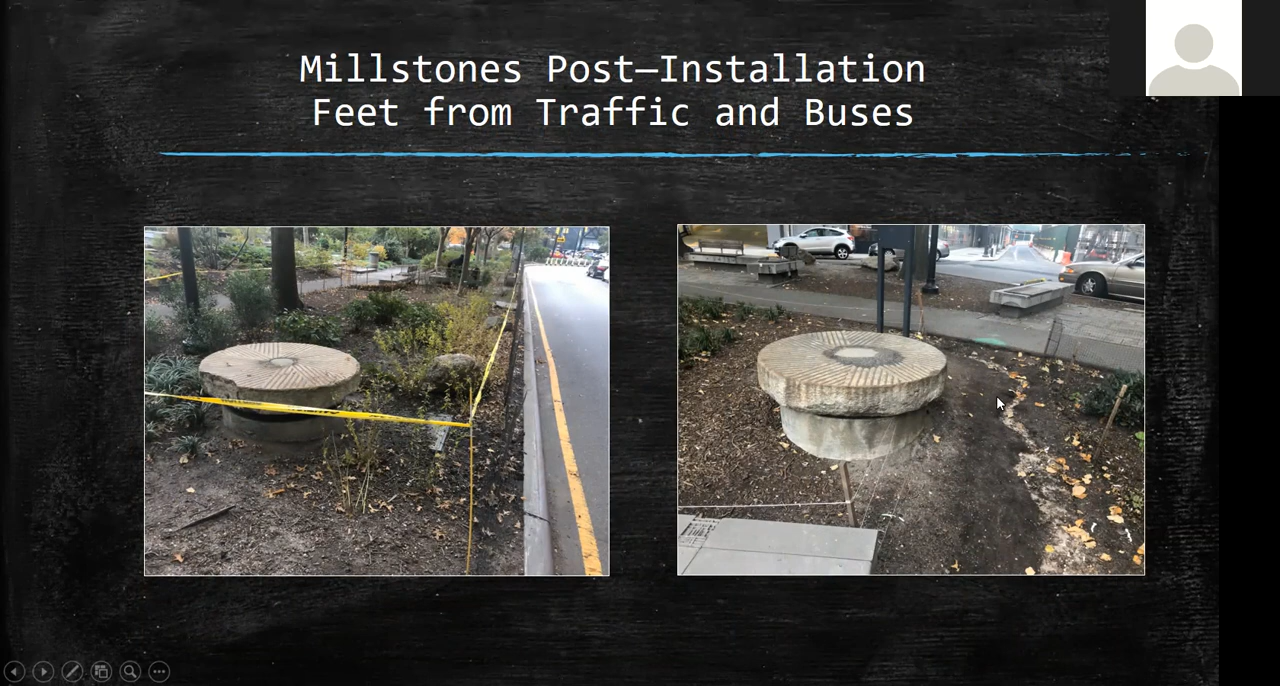 Millstones Post—Installation
Feet from Traffic and Buses